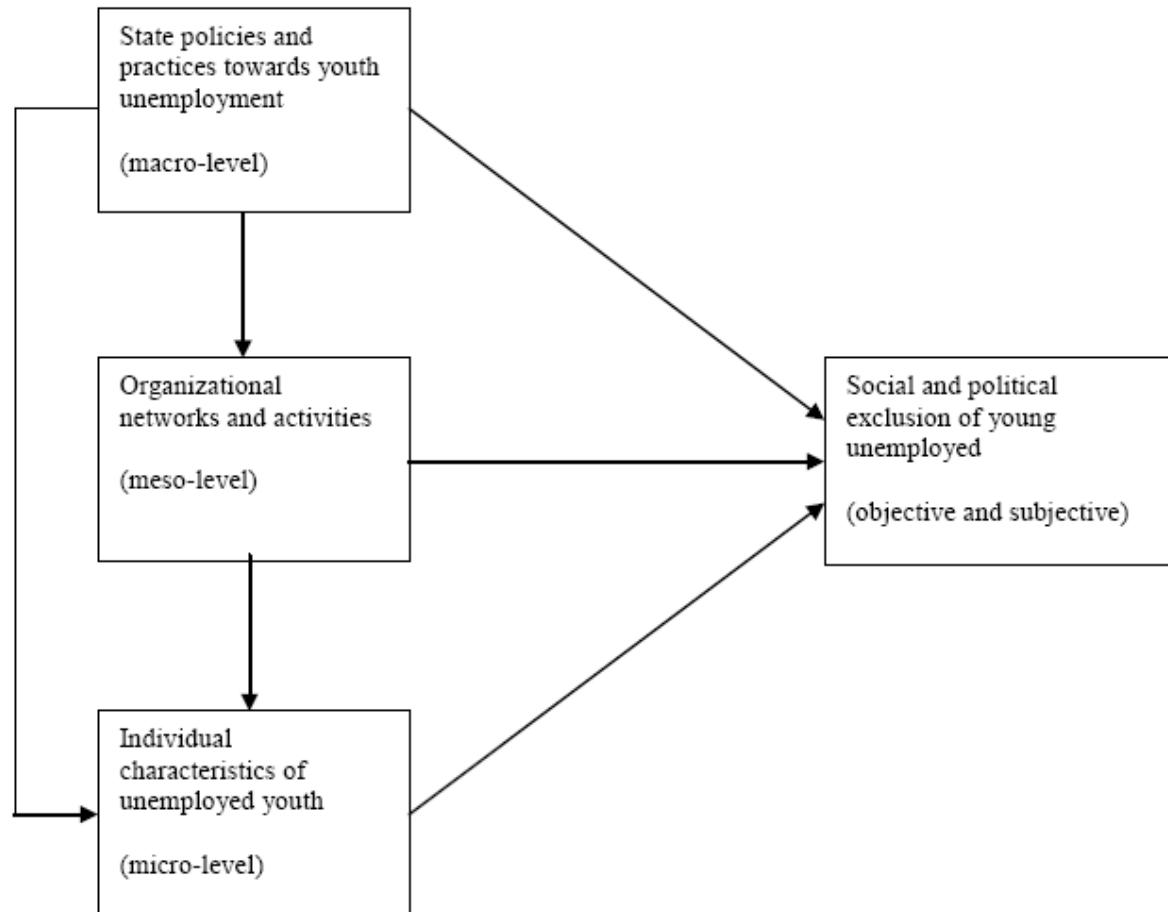 State policies and
practices towards youth
unemployment
(macro-level)
Organizational
networks and activities
(meso-level)
Social and political
exclusion of young
unemployed
(objective and subjective)
Individual
characteristics of
unemployed youth
(micro-level)